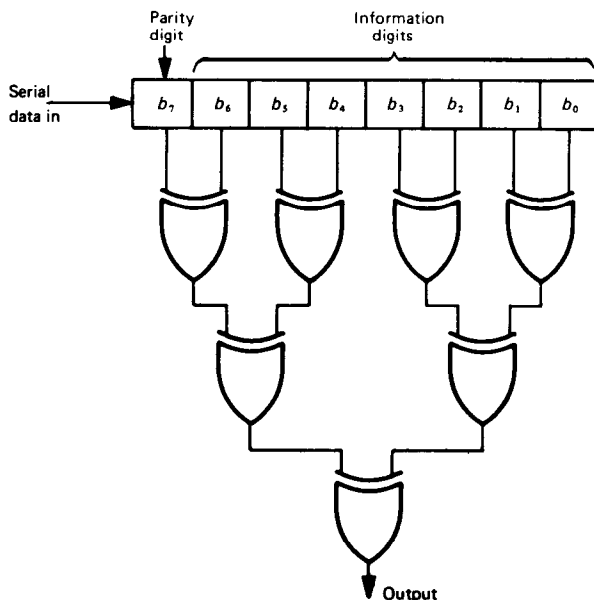 Parity
digit
Information
digits
Serial
data in
b₇ b₆ b₅ b₄ b₃ b₂ b₁ b₀
Output